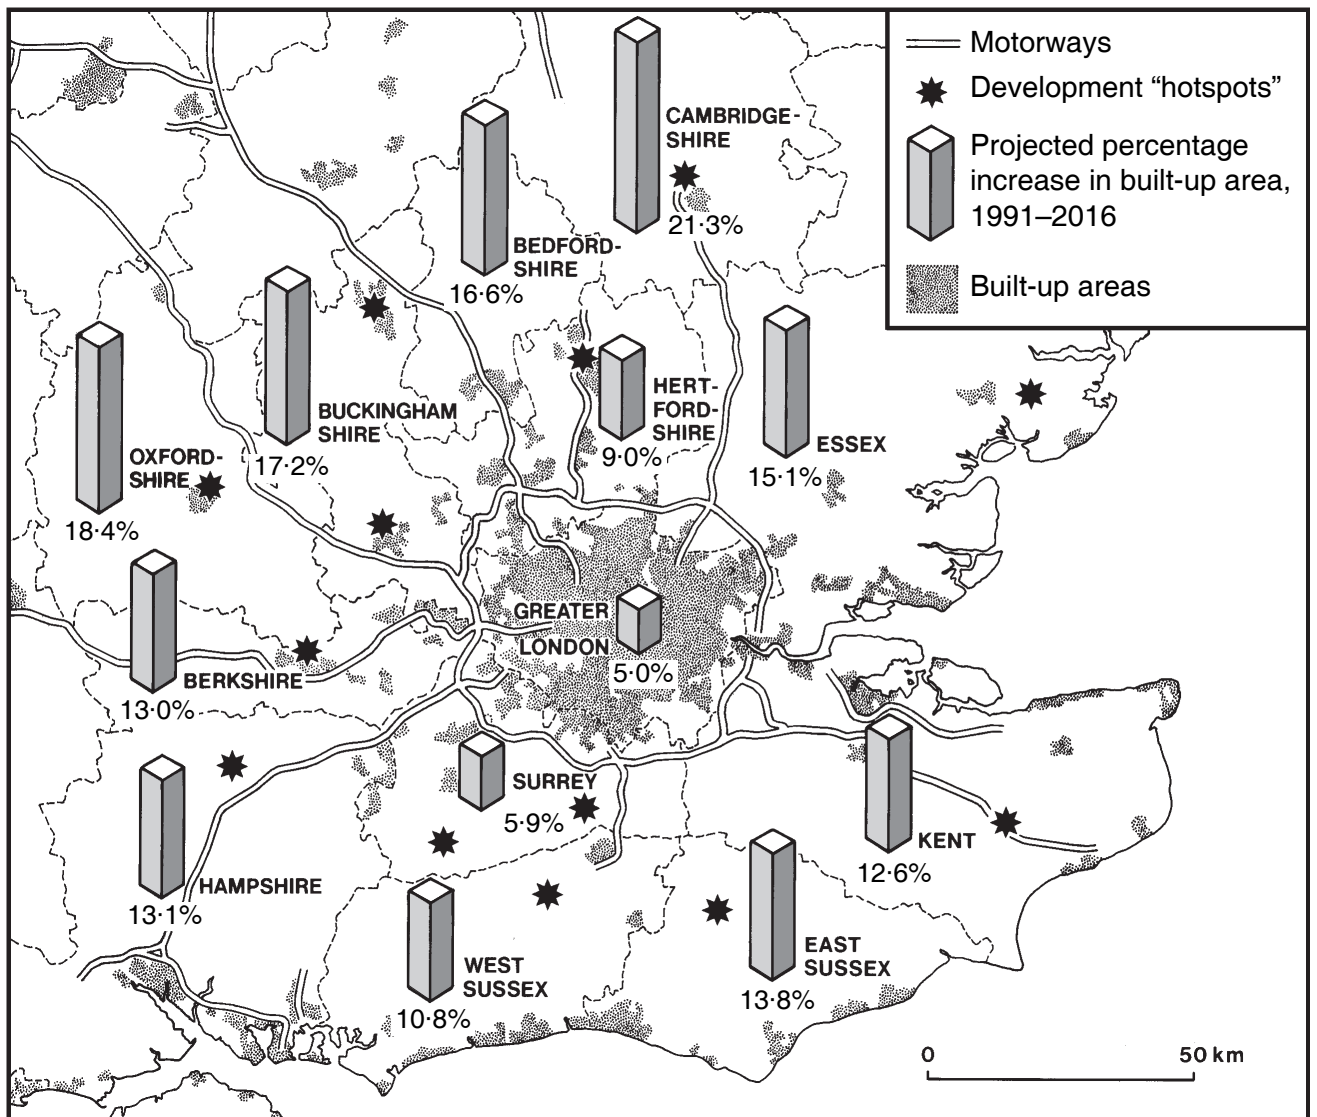 Motorways
Development “hotspots”
Projected percentage
increase in built-up area,
1991–2016
Built-up areas
CAMBRIDGE-
SHIRE
21·3%
BEDFORD-
SHIRE
16·6%
BUCKINGHAM
SHIRE
17·2%
HERT-
FORD-
SHIRE
9·0%
ESSEX
15·1%
OXFORD-
SHIRE
18·4%
GREATER
LONDON
5·0%
BERKSHIRE
13·0%
SURREY
5·9%
KENT
12·6%
HAMPSHIRE
13·1%
WEST
SUSSEX
10·8%
EAST
SUSSEX
13·8%
0
50 km